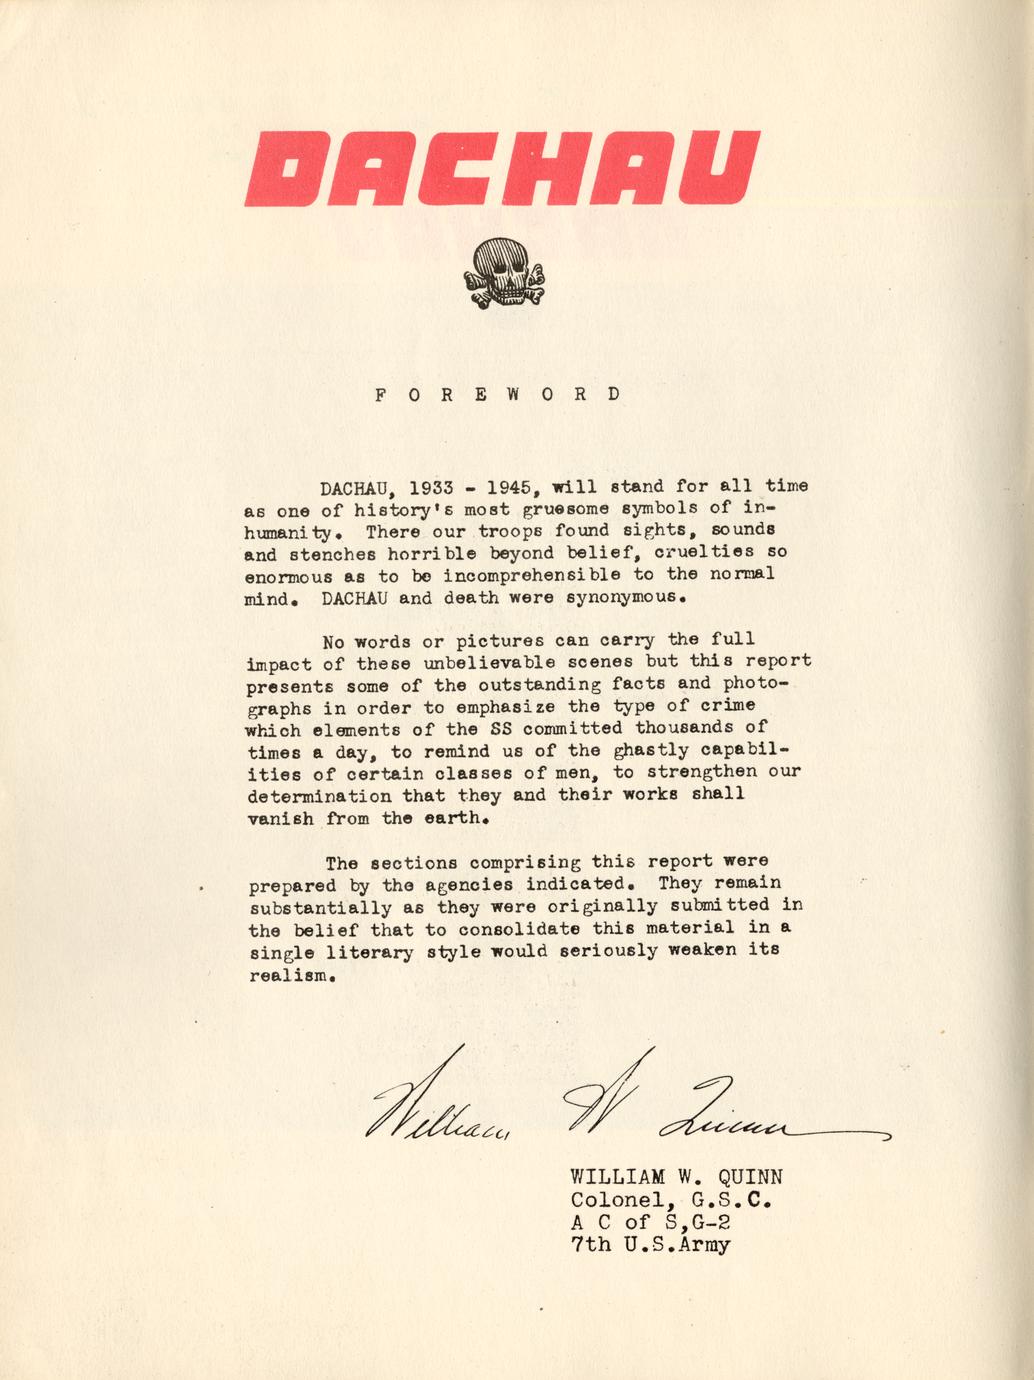 DACHAU
F O R E W O R D
DACHAU, 1933 - 1945, will stand for all time
as one of history's most gruesome symbols of in-
humanity. There our troops found sights, sounds
and stenches horrible beyond belief, cruelties so
enormous as to be incomprehensible to the normal
mind. DACHAU and death were synonymous.
No words or pictures can carry the full
impact of these unbelievable scenes but this report
presents some of the outstanding facts and photo-
graphs in order to emphasize the type of crime
which elements of the SS committed thousands of
times a day, to remind us of the ghastly capabil-
ities of certain classes of men, to strengthen our
determination that they and their works shall
vanish from the earth.
The sections comprising this report were
prepared by the agencies indicated. They remain
substantially as they were originally submitted in
the belief that to consolidate this material in a
single literary style would seriously weaken its
realism.
William W Quinn
WILLIAM W. QUINN
Colonel, G.S.C.
A C of S,G-2
7th U.S.Army